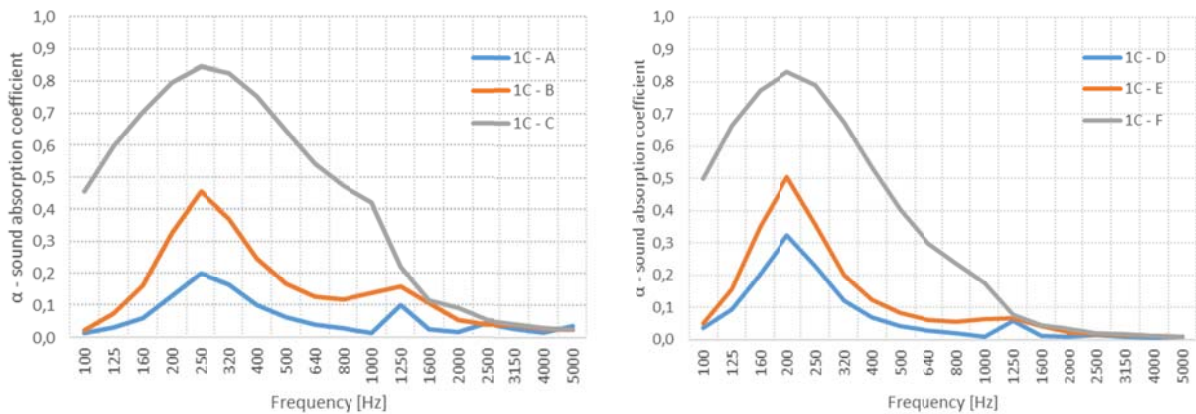 1,0
0,9
0,8
0,7
0,6
0,5
0,4
0,3
0,2
0,1
0,0
α - sound absorption coefficient
1C - A
1C - B
1C - C
100 125 160 200 250 320 400 500 640 800 1000 1250 1600 2000 2500 3150 4000 5000
Frequency [Hz]
1,0
0,9
0,8
0,7
0,6
0,5
0,4
0,3
0,2
0,1
0,0
α - sound absorption coefficient
1C - D
1C - E
1C - F
100 125 160 200 250 320 400 500 640 800 1000 1250 1600 2000 2500 3150 4000 5000
Frequency [Hz]